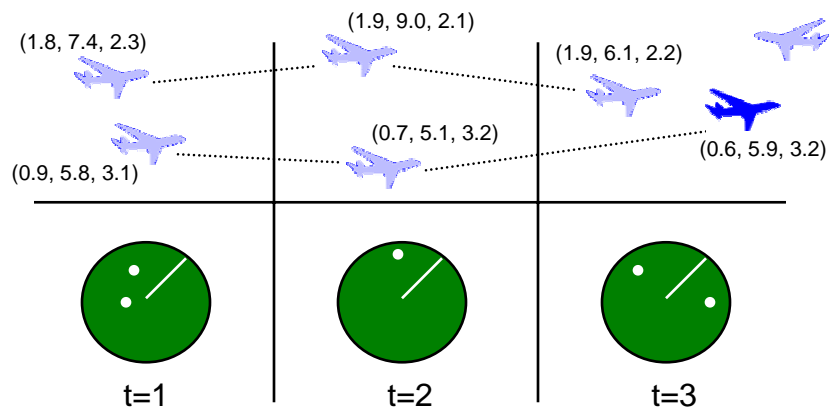 (1.8, 7.4, 2.3)
(1.9, 9.0, 2.1)
(1.9, 6.1, 2.2)
(0.9, 5.8, 3.1)
(0.7, 5.1, 3.2)
(0.6, 5.9, 3.2)
t=1
t=2
t=3